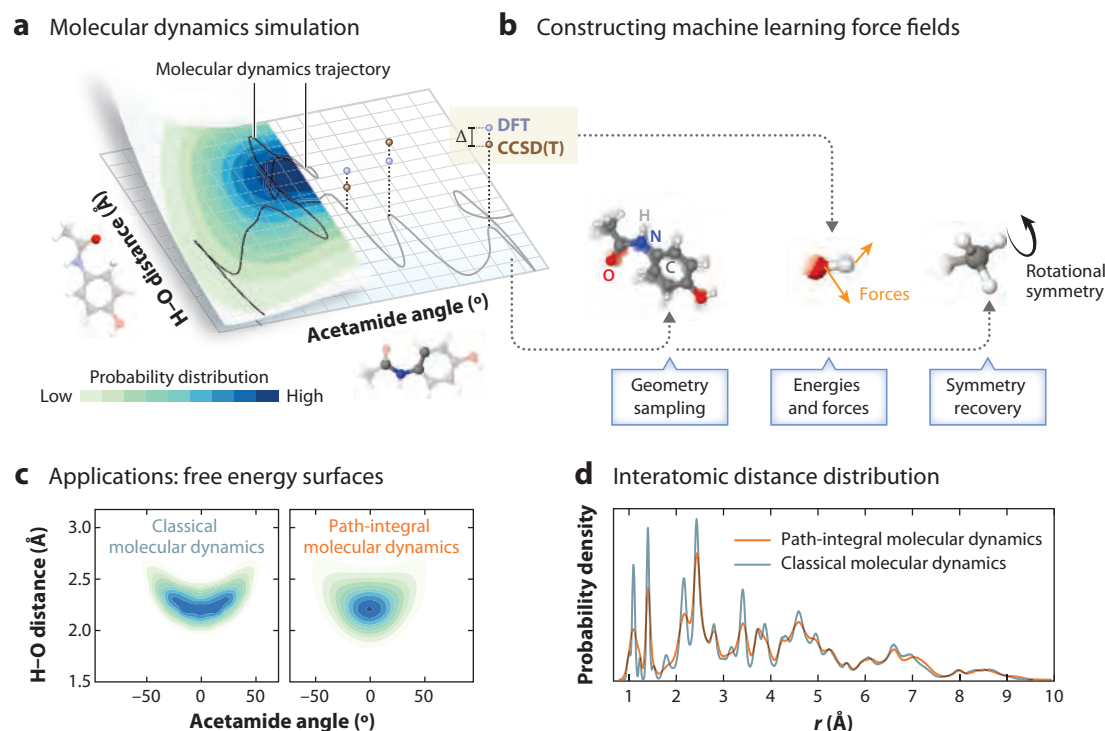 a Molecular dynamics simulation
b Constructing machine learning force fields
Molecular dynamics trajectory
Δ
DFT
CCSD(T)
H–O distance (Å)
Acetamide angle (º)
Probability distribution
Low
High
H
N
O
C
Forces
Rotational
symmetry
Geometry
sampling
Energies
and forces
Symmetry
recovery
c Applications: free energy surfaces
H–O distance (Å)
3.0
2.5
2.0
1.5
Classical
molecular dynamics
Path-integral
molecular dynamics
−50
0
50
−50
0
50
Acetamide angle (º)
d Interatomic distance distribution
Probability density
Path-integral molecular dynamics
Classical molecular dynamics
1 2 3 4 5 6 7 8 9 10
r (Å)